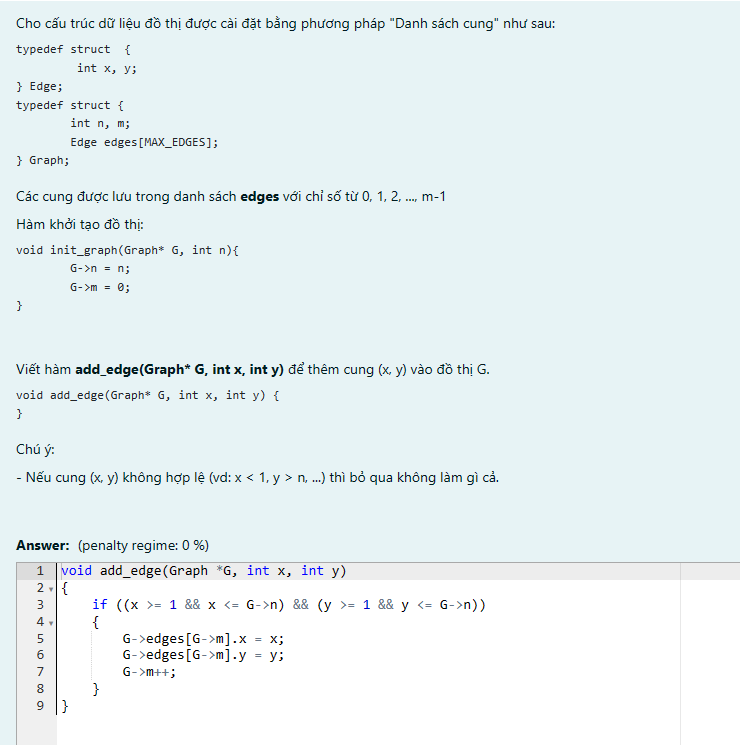 Cho cấu trúc dữ liệu đồ thị được cài đặt bằng phương pháp "Danh sách cung" như sau:
typedef struct  {
        int x, y;
} Edge;
typedef struct {
        int n, m;
        Edge edges[MAX_EDGES];
} Graph;
Các cung được lưu trong danh sách edges với chỉ số từ 0, 1, 2, ..., m-1
Hàm khởi tạo đồ thị:
void init_graph(Graph* G, int n){
        G->n = n;
        G->m = 0;
}
Viết hàm add_edge(Graph* G, int x, int y) để thêm cung (x, y) vào đồ thị G.
void add_edge(Graph* G, int x, int y) {
}
Chú ý:
- Nếu cung (x, y) không hợp lệ (vd: x < 1, y > n, ...) thì bỏ qua không làm gì cả.
Answer: (penalty regime: 0 %)
1 void add_edge(Graph *G, int x, int y)
2 {
3     if ((x >= 1 && x <= G->n) && (y >= 1 && y <= G->n))
4     {
5         G->edges[G->m].x = x;
6         G->edges[G->m].y = y;
7         G->m++;
8     }
9 }